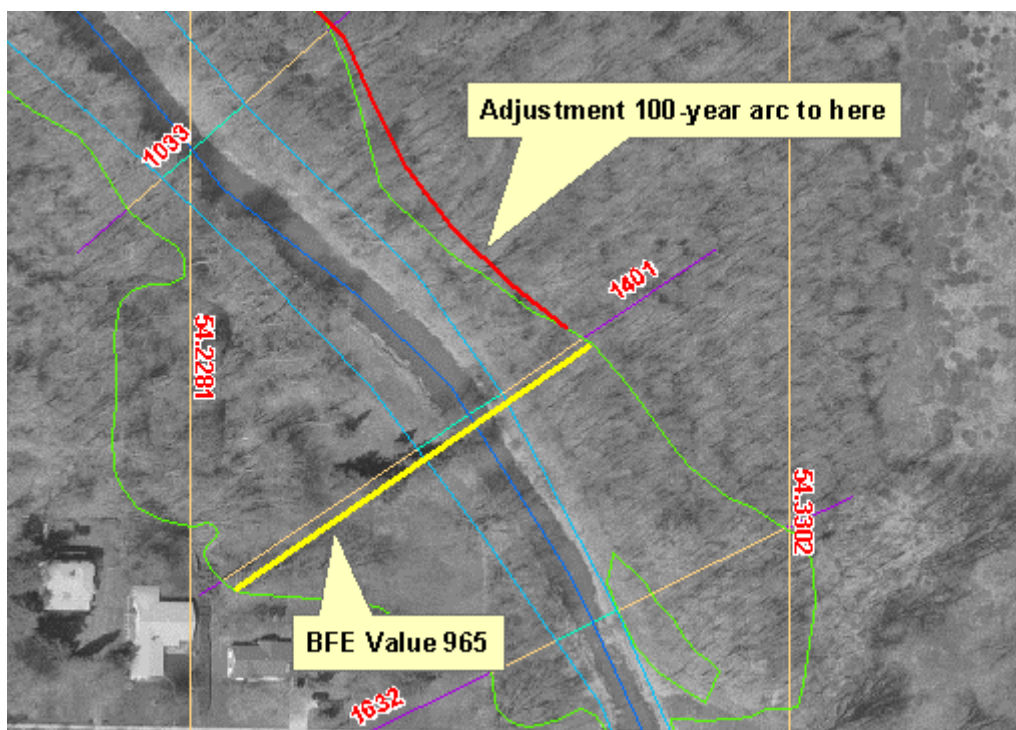 Adjustment 100-year arc to here
1033
1401
54.2281
54.3302
BFE Value 965
1632